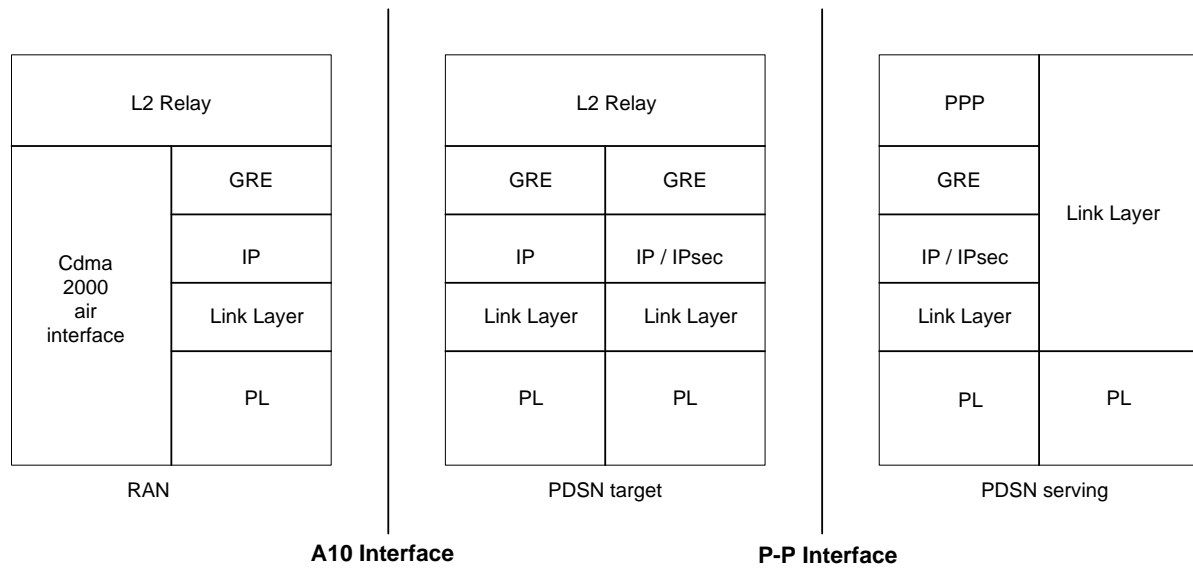 L2 Relay
GRE
IP
Cdma
2000
air
interface
Link Layer
PL
RAN
A10 Interface
L2 Relay
GRE
GRE
IP
IP / IPsec
Link Layer
Link Layer
PL
PL
PDSN target
P-P Interface
PPP
GRE
IP / IPsec
Link Layer
PL
Link Layer
PL
PDSN serving